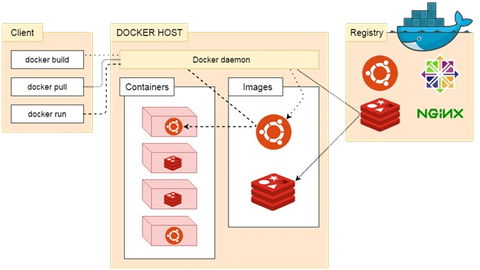 Client
docker build
docker pull
docker run
DOCKER HOST
Docker daemon
Containers
Images
Registry
NGINX